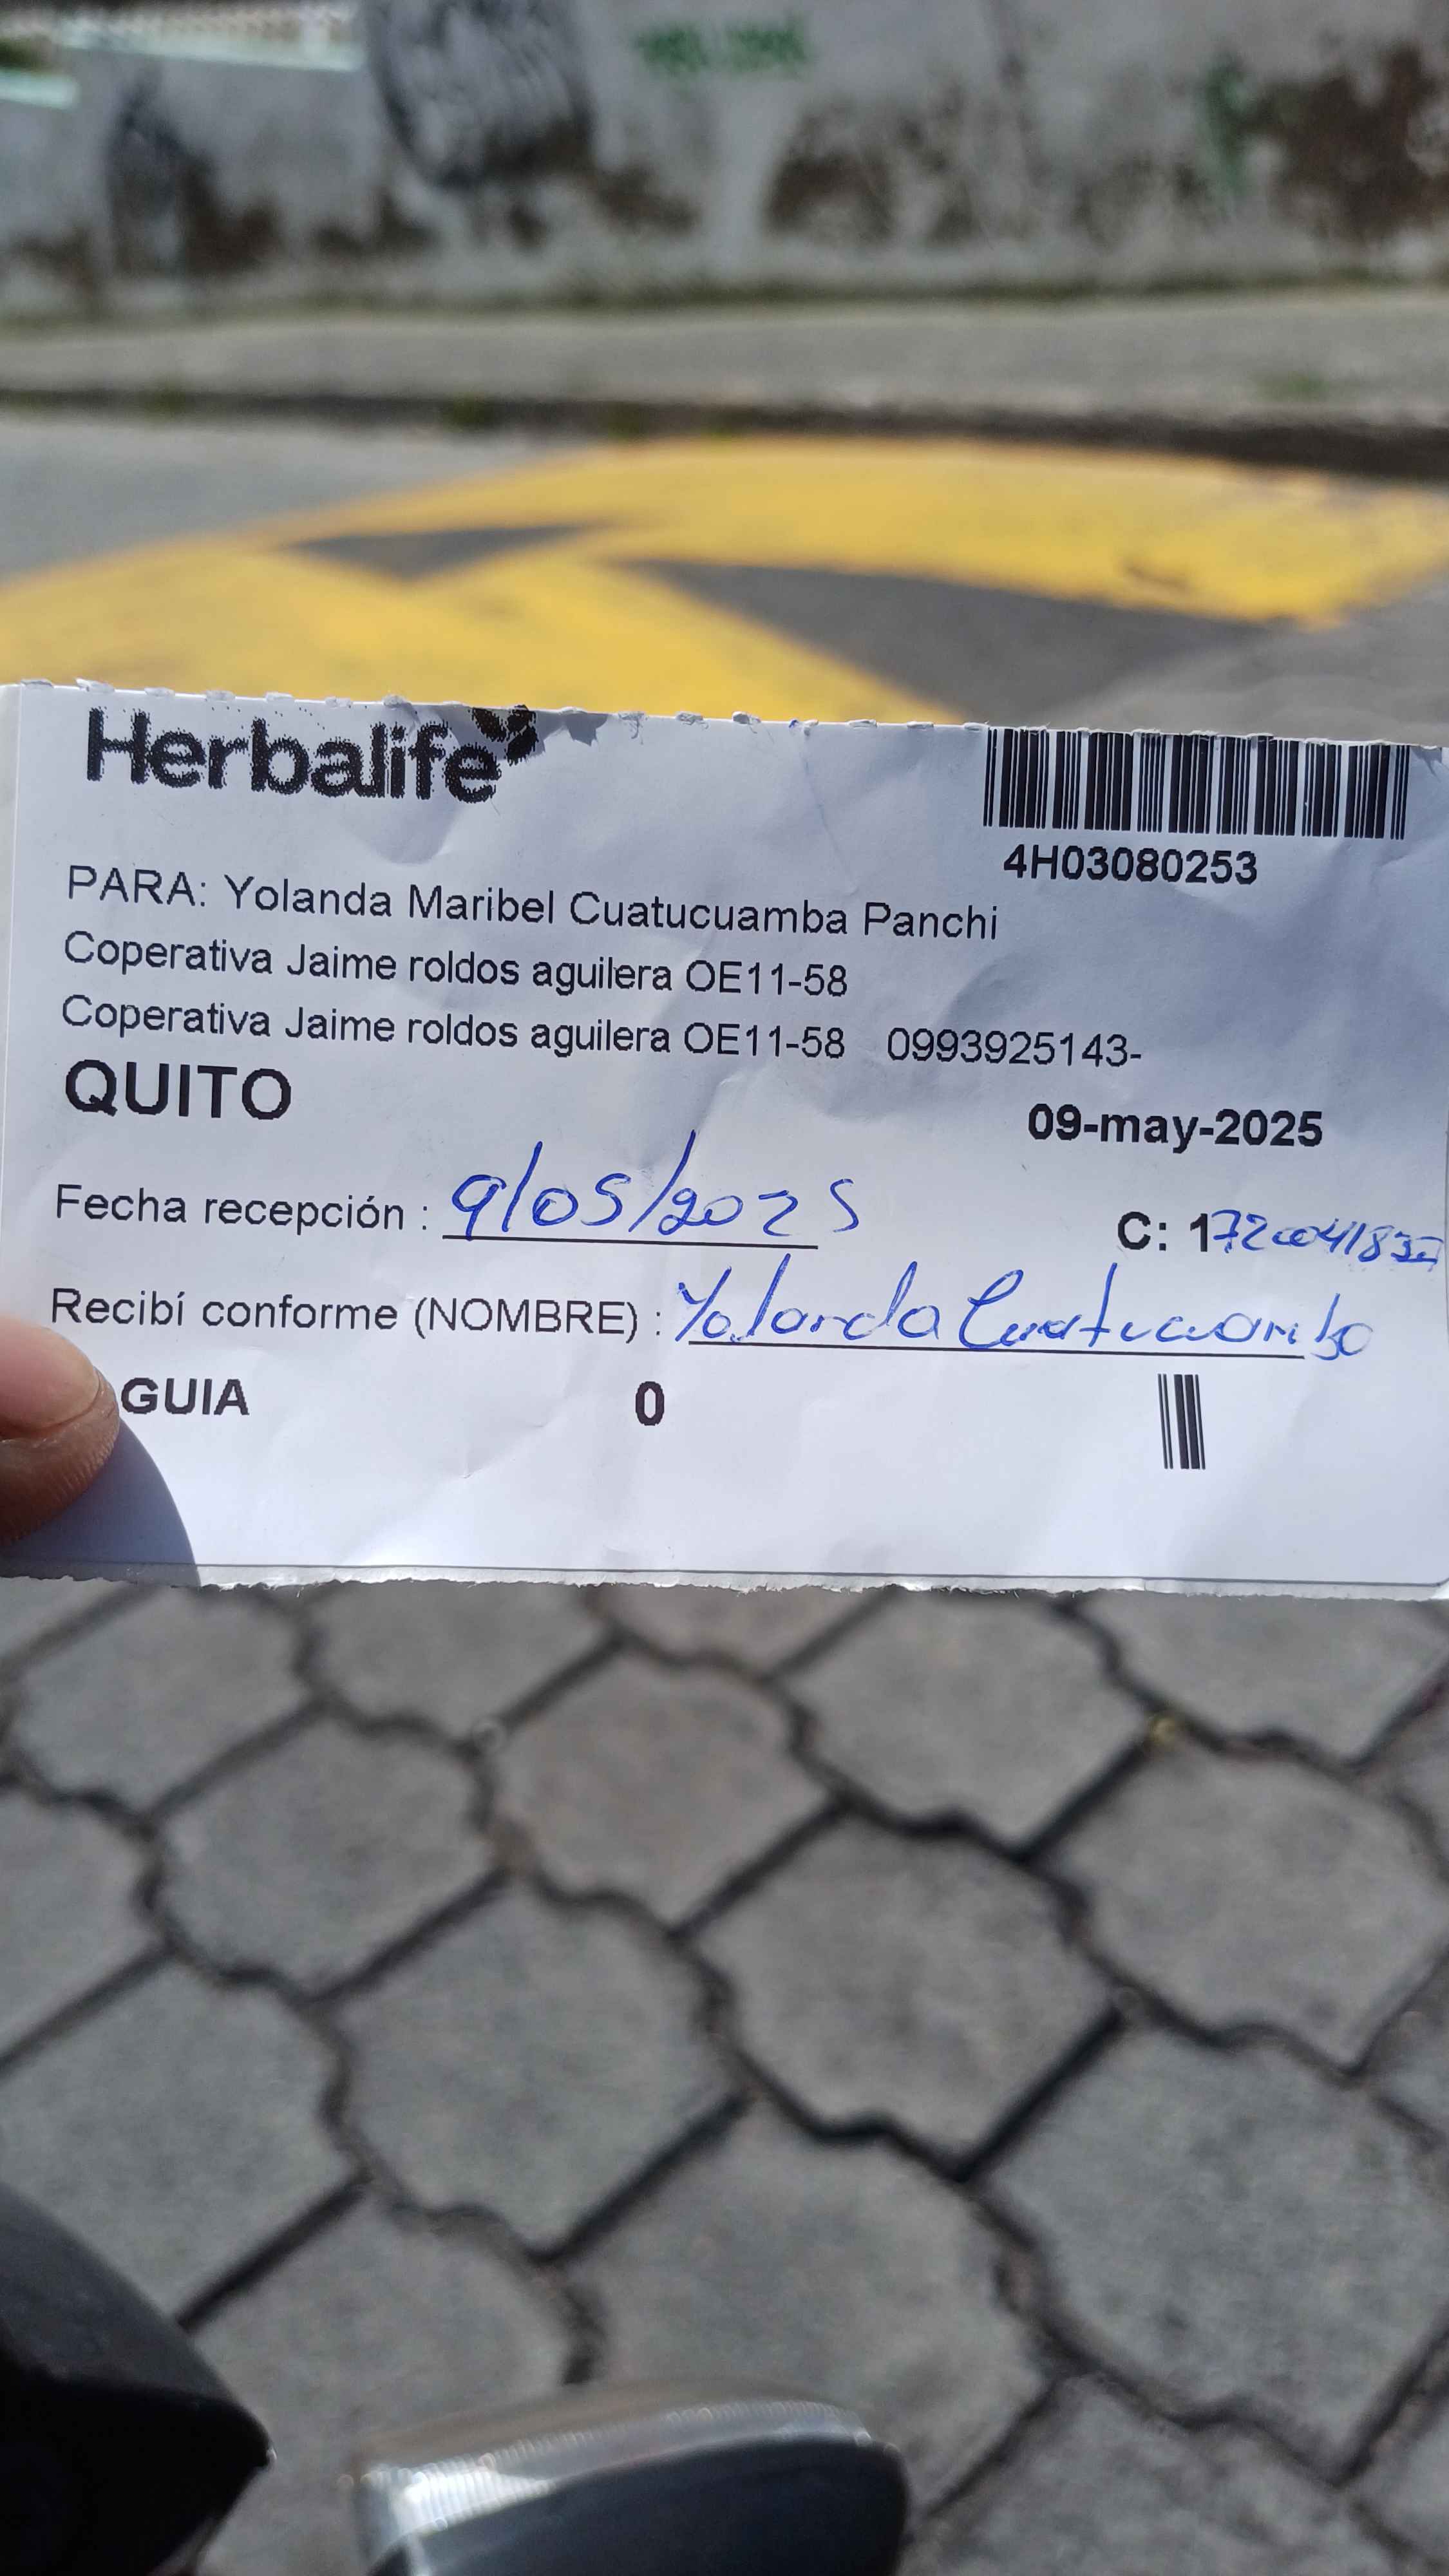 Herbalife
4H03080253
PARA: Yolanda Maribel Cuatucuamba Panchi
Coperativa Jaime roldos aguilera OE11-58
Coperativa Jaime roldos aguilera OE11-58 0993925143-
QUITO
09-may-2025
Fecha recepción : 9/05/2025
C: 1
Recibí conforme (NOMBRE) : Yolanda Cuatucuamba
GUIA 0